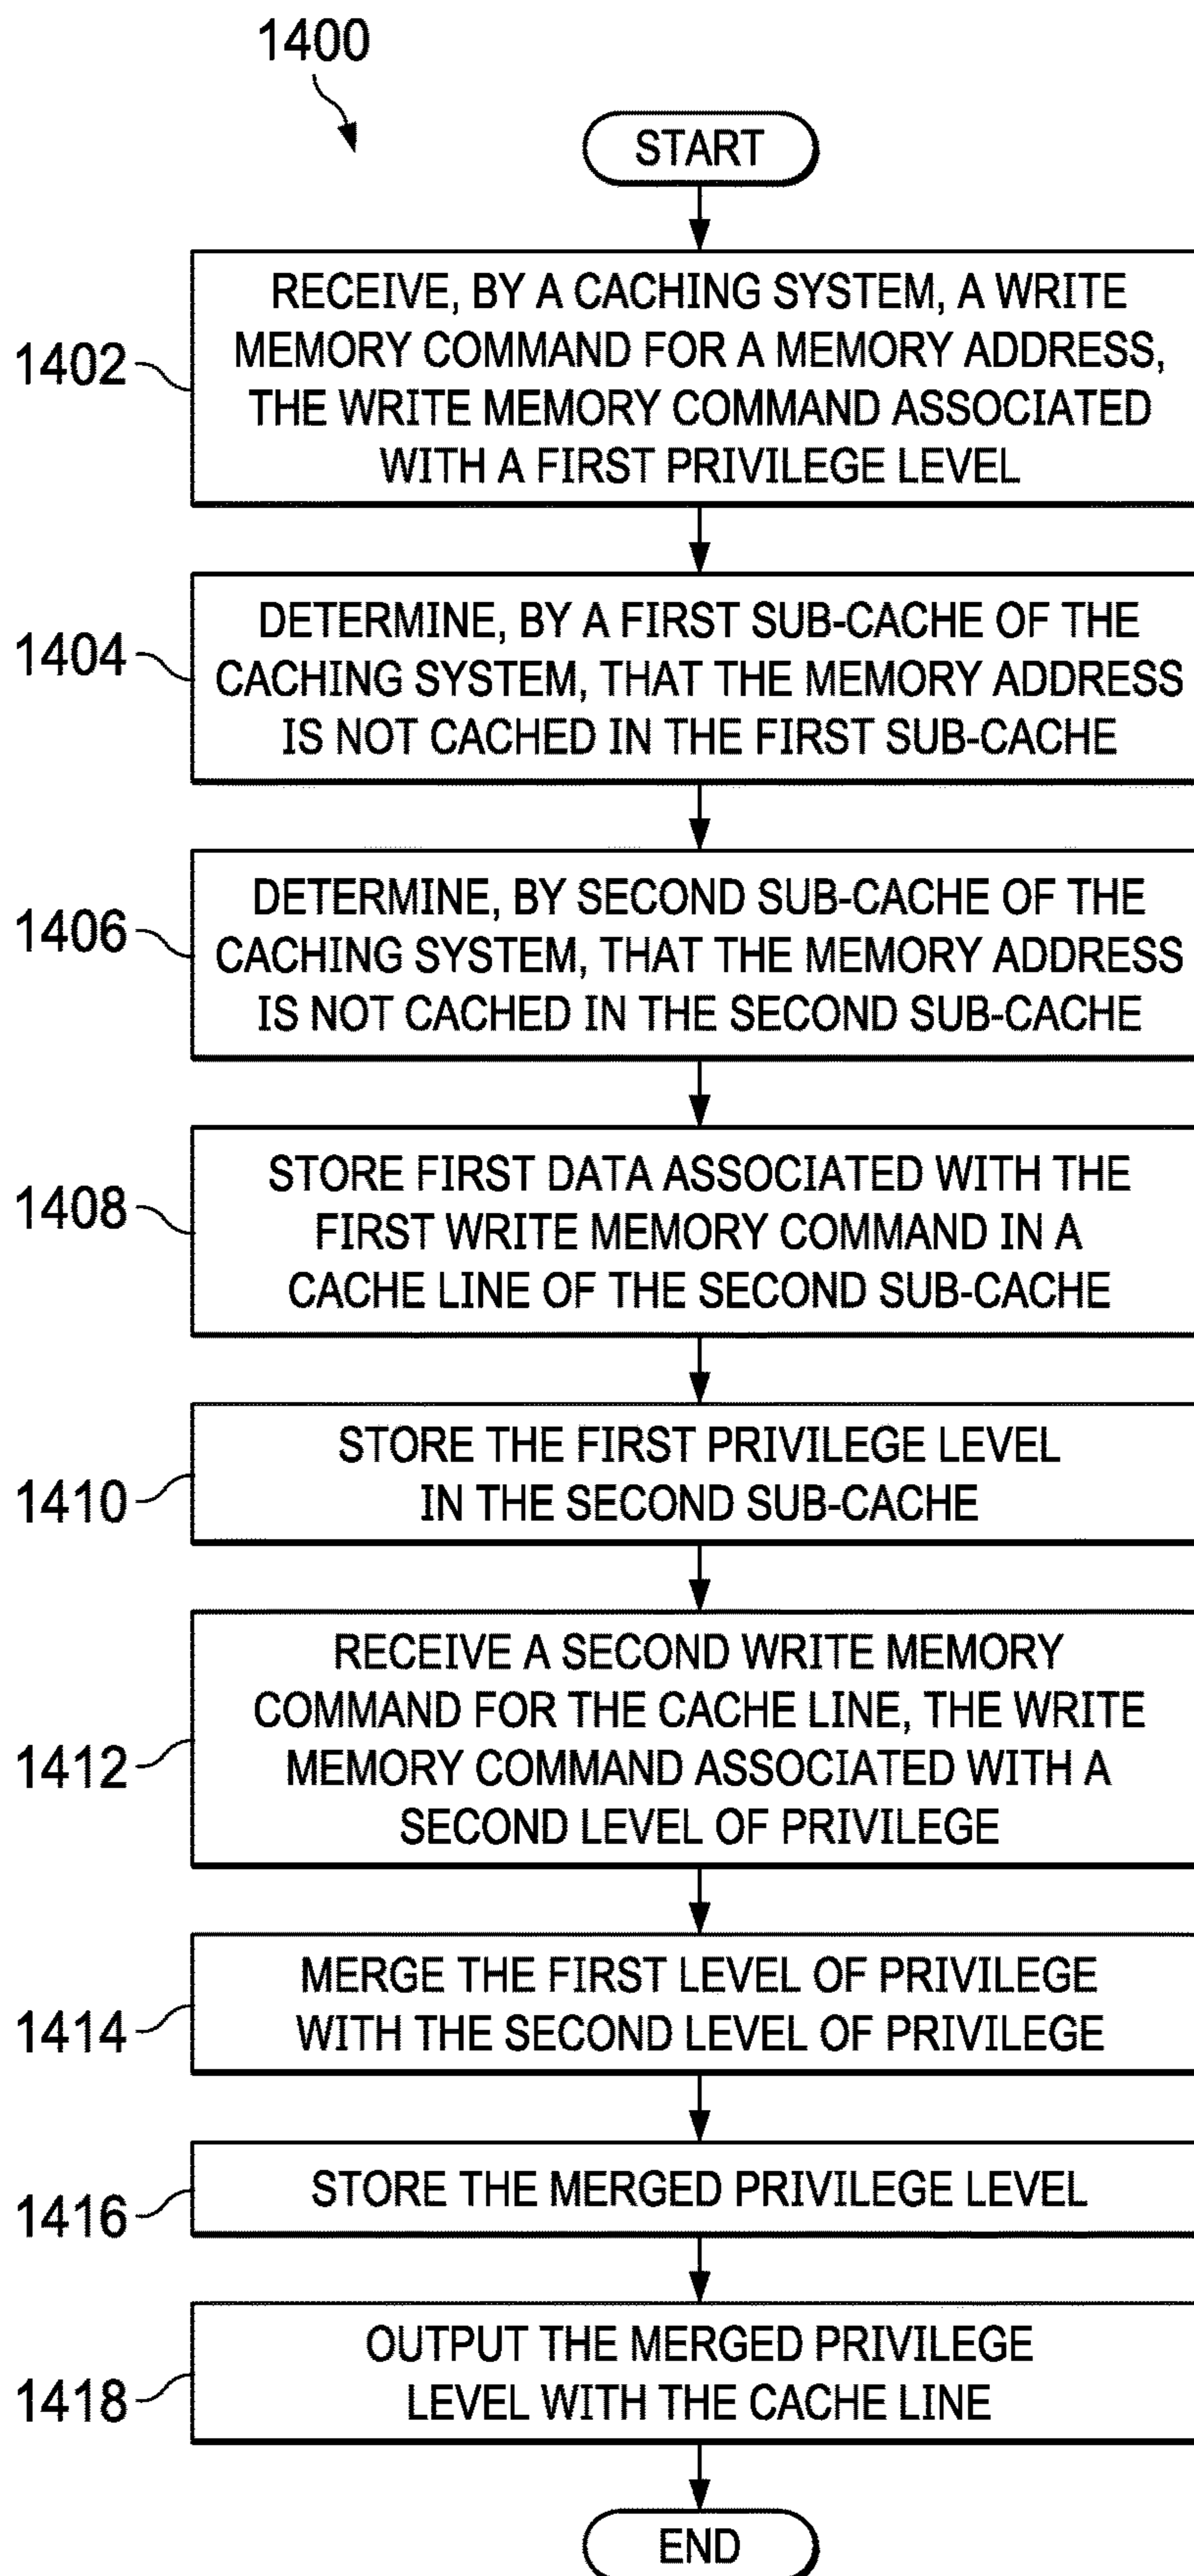 1400
START
1402
RECEIVE, BY A CACHING SYSTEM, A WRITE
MEMORY COMMAND FOR A MEMORY ADDRESS,
THE WRITE MEMORY COMMAND ASSOCIATED
WITH A FIRST PRIVILEGE LEVEL
1404
DETERMINE, BY A FIRST SUB-CACHE OF THE
CACHING SYSTEM, THAT THE MEMORY ADDRESS
IS NOT CACHED IN THE FIRST SUB-CACHE
1406
DETERMINE, BY SECOND SUB-CACHE OF THE
CACHING SYSTEM, THAT THE MEMORY ADDRESS
IS NOT CACHED IN THE SECOND SUB-CACHE
1408
STORE FIRST DATA ASSOCIATED WITH THE
FIRST WRITE MEMORY COMMAND IN A
CACHE LINE OF THE SECOND SUB-CACHE
1410
STORE THE FIRST PRIVILEGE LEVEL
IN THE SECOND SUB-CACHE
1412
RECEIVE A SECOND WRITE MEMORY
COMMAND FOR THE CACHE LINE, THE WRITE
MEMORY COMMAND ASSOCIATED WITH A
SECOND LEVEL OF PRIVILEGE
1414
MERGE THE FIRST LEVEL OF PRIVILEGE
WITH THE SECOND LEVEL OF PRIVILEGE
1416
STORE THE MERGED PRIVILEGE LEVEL
1418
OUTPUT THE MERGED PRIVILEGE
LEVEL WITH THE CACHE LINE
END